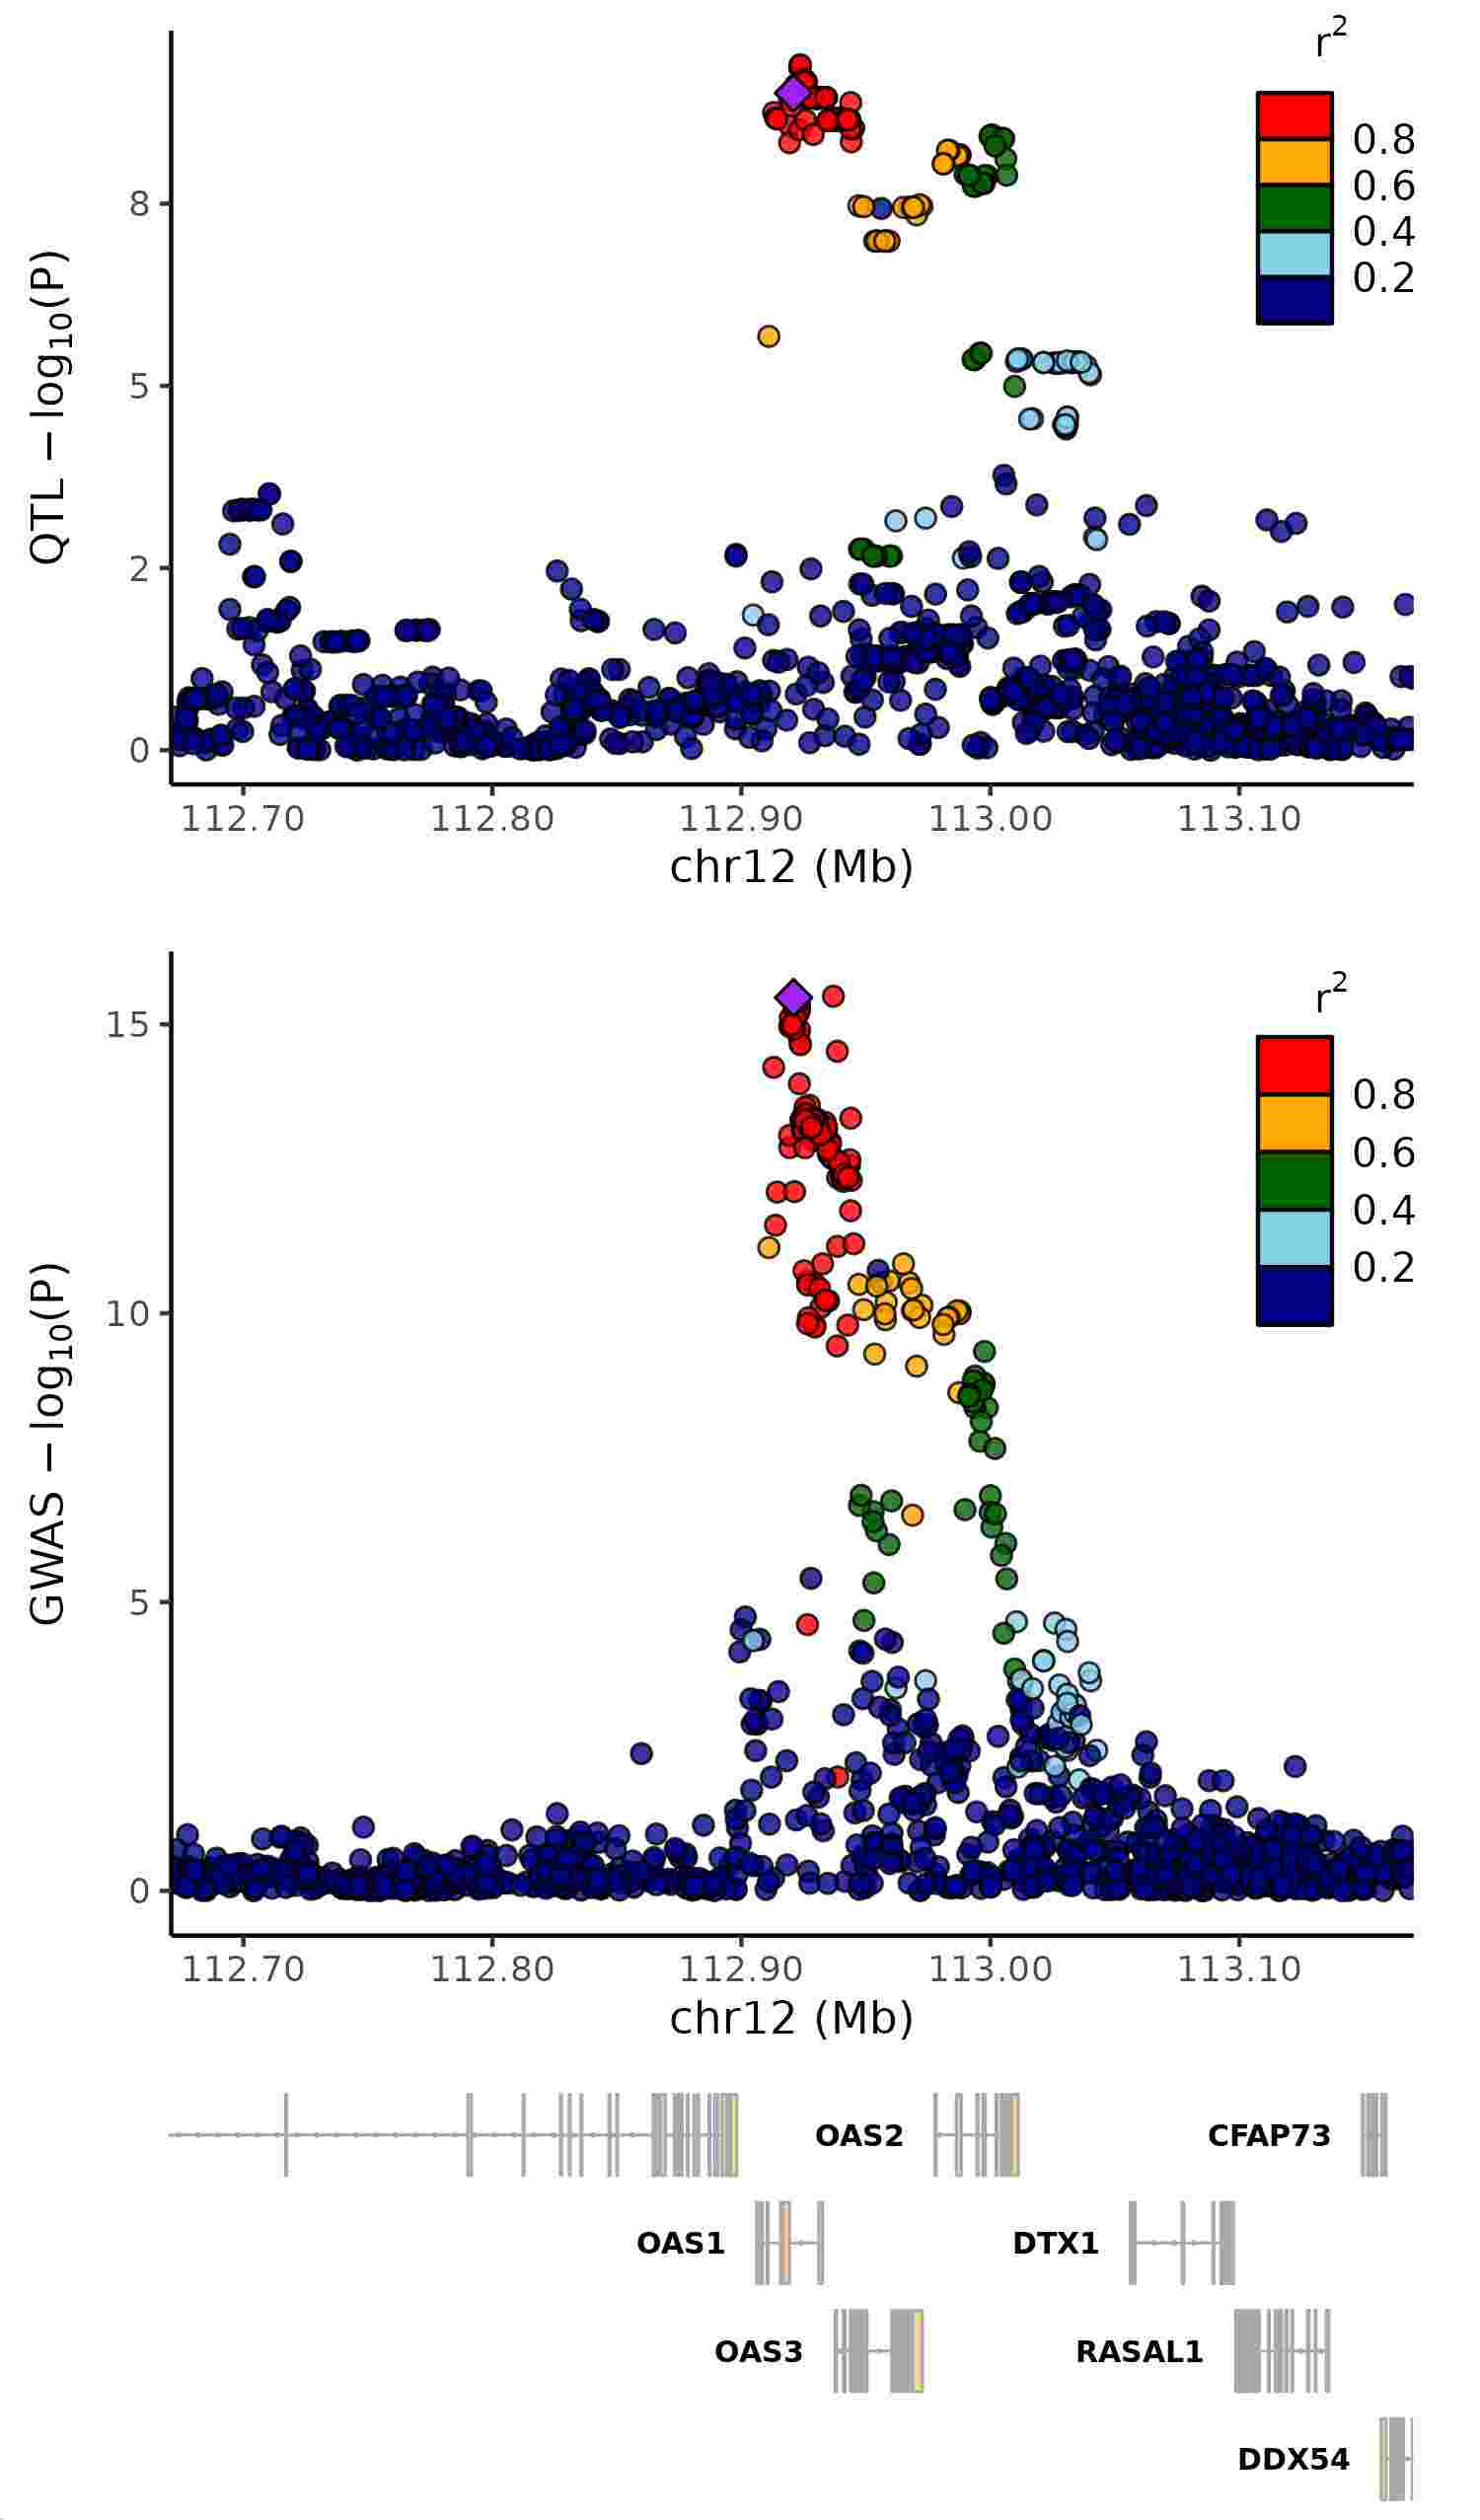 r²
0.8
0.6
0.4
0.2
QTL − log₁₀(P)
8
5
2
0
112.70 112.80 112.90 113.00 113.10
chr12 (Mb)
r²
0.8
0.6
0.4
0.2
GWAS − log₁₀(P)
15
10
5
0
112.70 112.80 112.90 113.00 113.10
chr12 (Mb)
OAS2 CFAP73
OAS1 DTX1
OAS3 RASAL1
DDX54